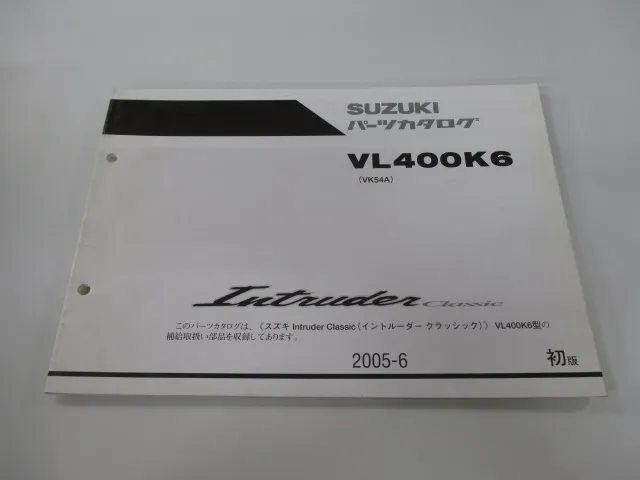 SUZUKI
パーツカタログ
VL400K6
(VK54A)
Intruder Classic
このパーツカタログは、〈スズキ Intruder Classic(イントルーダー クラッシック)〉 VL400K6型の
補給取扱い部品を収録してあります。
2005-6
初版